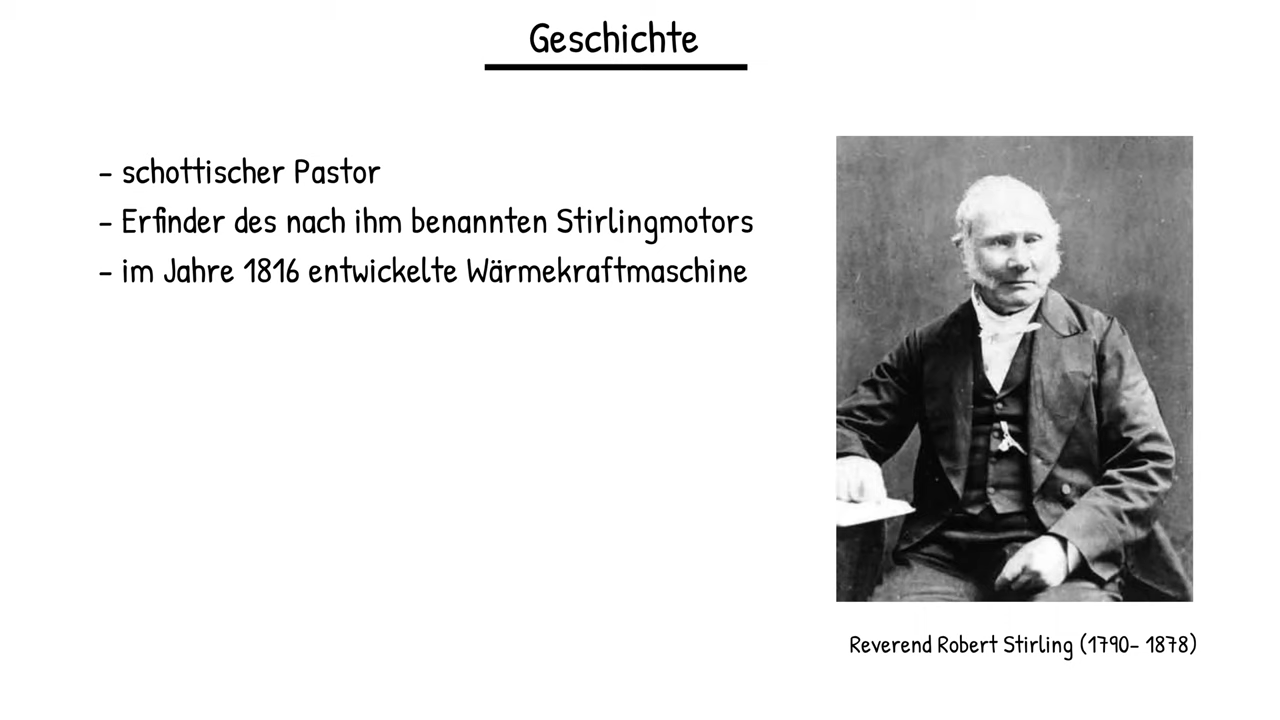 Geschichte
- schottischer Pastor
- Erfinder des nach ihm benannten Stirlingmotors
- im Jahre 1816 entwickelte Wärmekraftmaschine
Reverend Robert Stirling (1790- 1878)